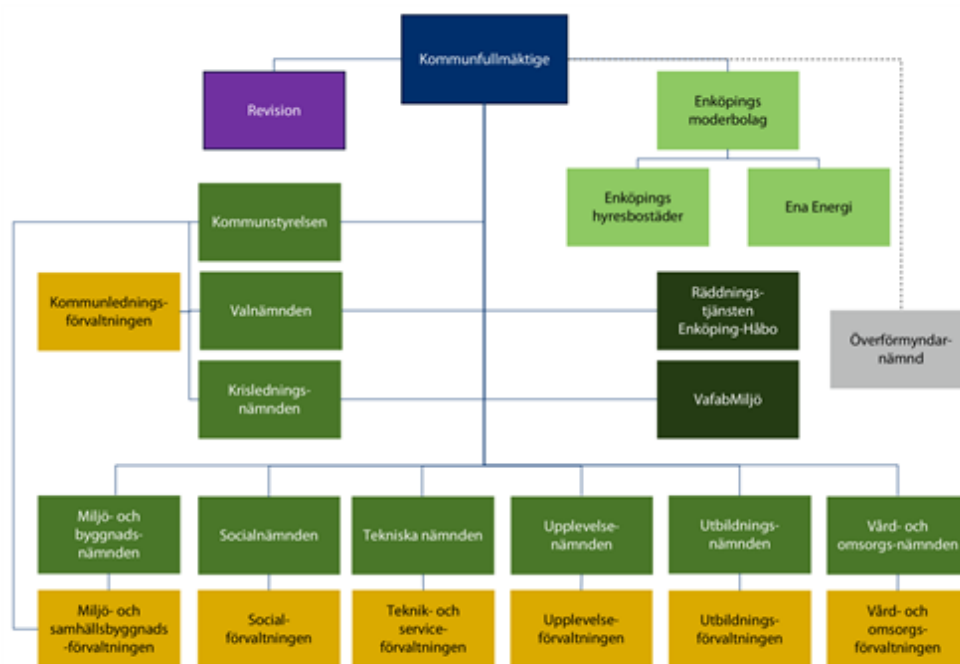 Kommunfullmäktige
Revision
Enköpings
moderbolag
Enköpings
hyresbostäder
Ena Energi
Kommunstyrelsen
Kommunlednings-
förvaltningen
Valnämnden
Räddnings-
tjänsten
Enköping-Håbo
Överförmyndar-
nämnd
Krislednings-
nämnden
VafabMiljö
Miljö- och
byggnads-
nämnden
Socialnämnden
Tekniska nämnden
Upplevelse-
nämnden
Utbildnings-
nämnden
Vård- och
omsorgs-nämnden
Miljö- och
samhällsbyggnads
-förvaltningen
Social-
förvaltningen
Teknik- och
service-
förvaltningen
Upplevelse-
förvaltningen
Utbildnings-
förvaltningen
Vård- och
omsorgs-
förvaltningen